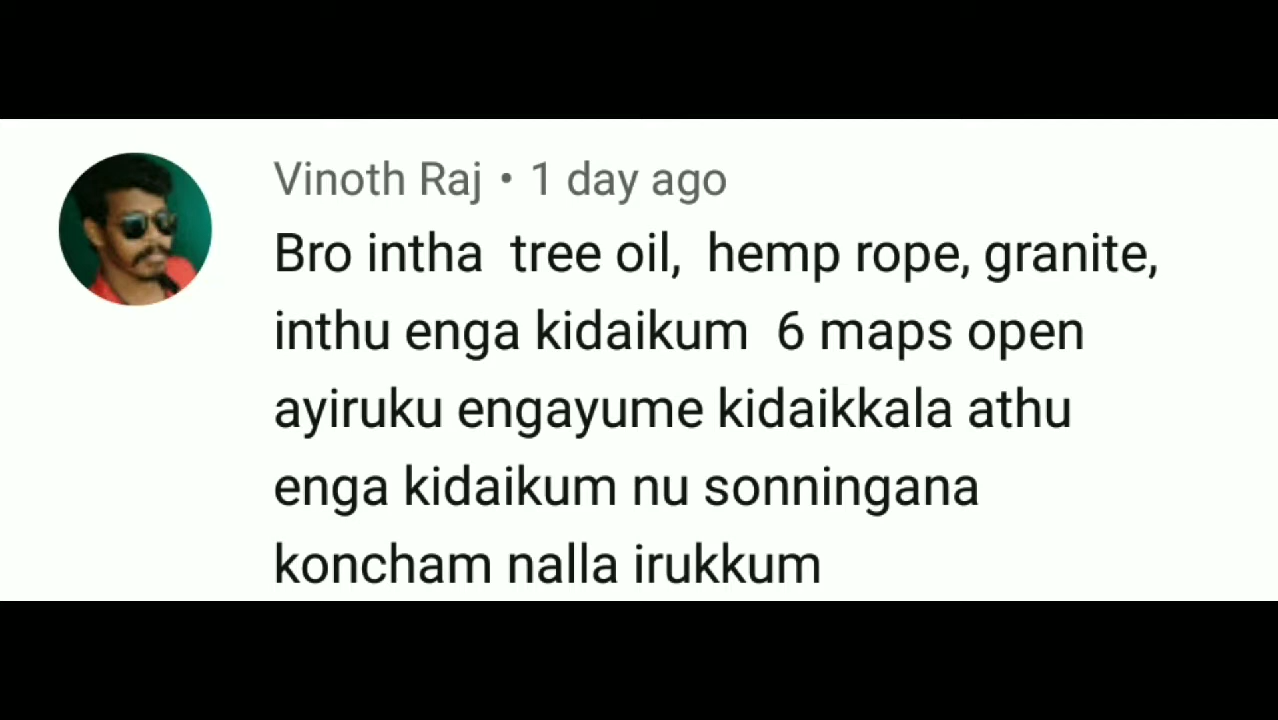 Vinoth Raj • 1 day ago
Bro intha tree oil, hemp rope, granite,
inthu enga kidaikum 6 maps open
ayiruku engayume kidaikkala athu
enga kidaikum nu sonningana
koncham nalla irukkum